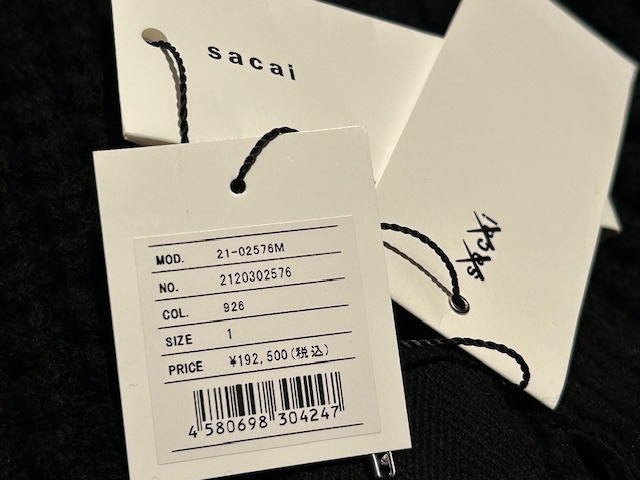 sacai
sacai
MOD. 21-02576M
NO. 2120302576
COL. 926
SIZE 1
PRICE ¥192,500(税込)
4 580698 304247